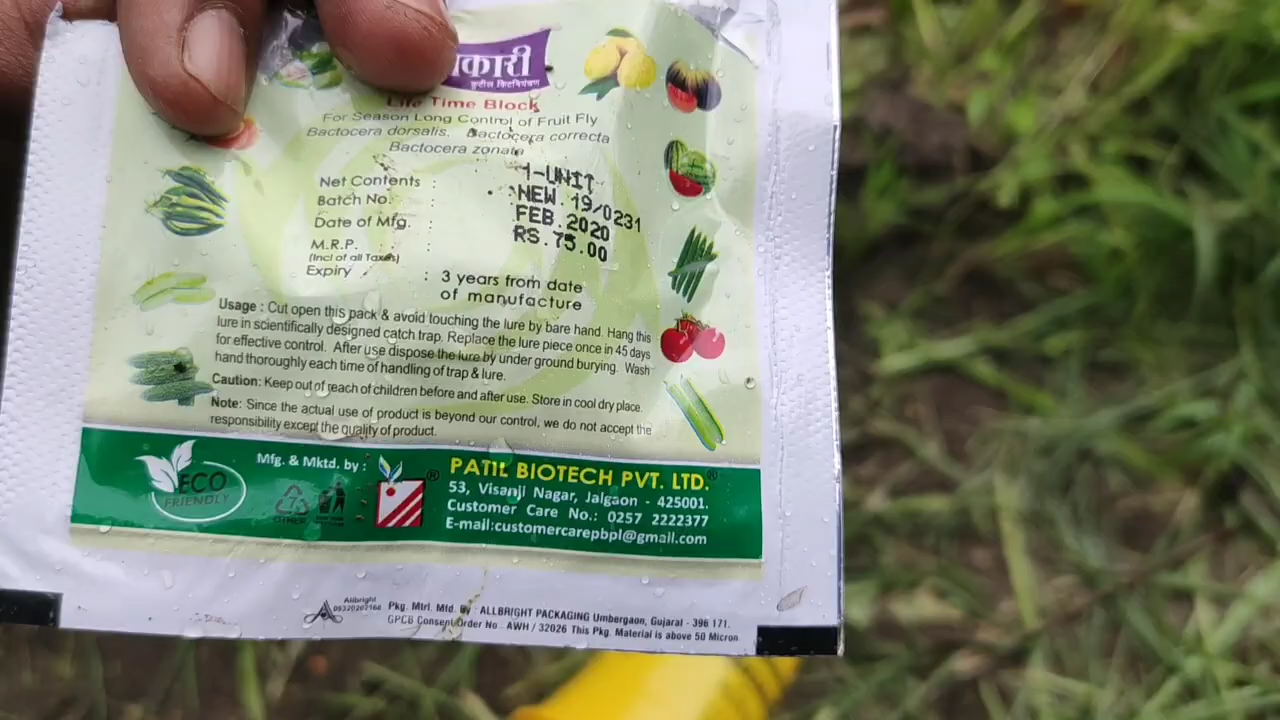 कारी
कुटील किटनियंत्रण
Life Time Block
For Season Long Control of Fruit Fly
Bactocera dorsalis, Bactocera correcta
Bactocera zonata
Net Contents : 1-UNIT
Batch No. : NEW 19/0231
Date of Mfg. : FEB.2020
M.R.P. : RS.75.00
(Incl of all Taxes)
Expiry : 3 years from date
of manufacture
Usage : Cut open this pack & avoid touching the lure by bare hand. Hang this
lure in scientifically designed catch trap. Replace the lure piece once in 45 days
for effective control. After use dispose the lure by under ground burying. Wash
hand thoroughly each time of handling of trap & lure.
Caution: Keep out of reach of children before and after use. Store in cool dry place.
Note: Since the actual use of product is beyond our control, we do not accept the
responsibility except the quality of product.
ECO
FRIENDLY
7
OTHER
Mfg. & Mktd. by :
®
PATIL BIOTECH PVT. LTD.®
53, Visanji Nagar, Jalgaon - 425001.
Customer Care No.: 0257 2222377
E-mail:customercarepbpl@gmail.com
Allbright
09320202168
Pkg. Mtrl. Mfd. By : ALLBRIGHT PACKAGING Umbergaon, Gujarat - 396 171.
GPCB Consent Order No : AWH / 32026 This Pkg. Material is above 50 Micron